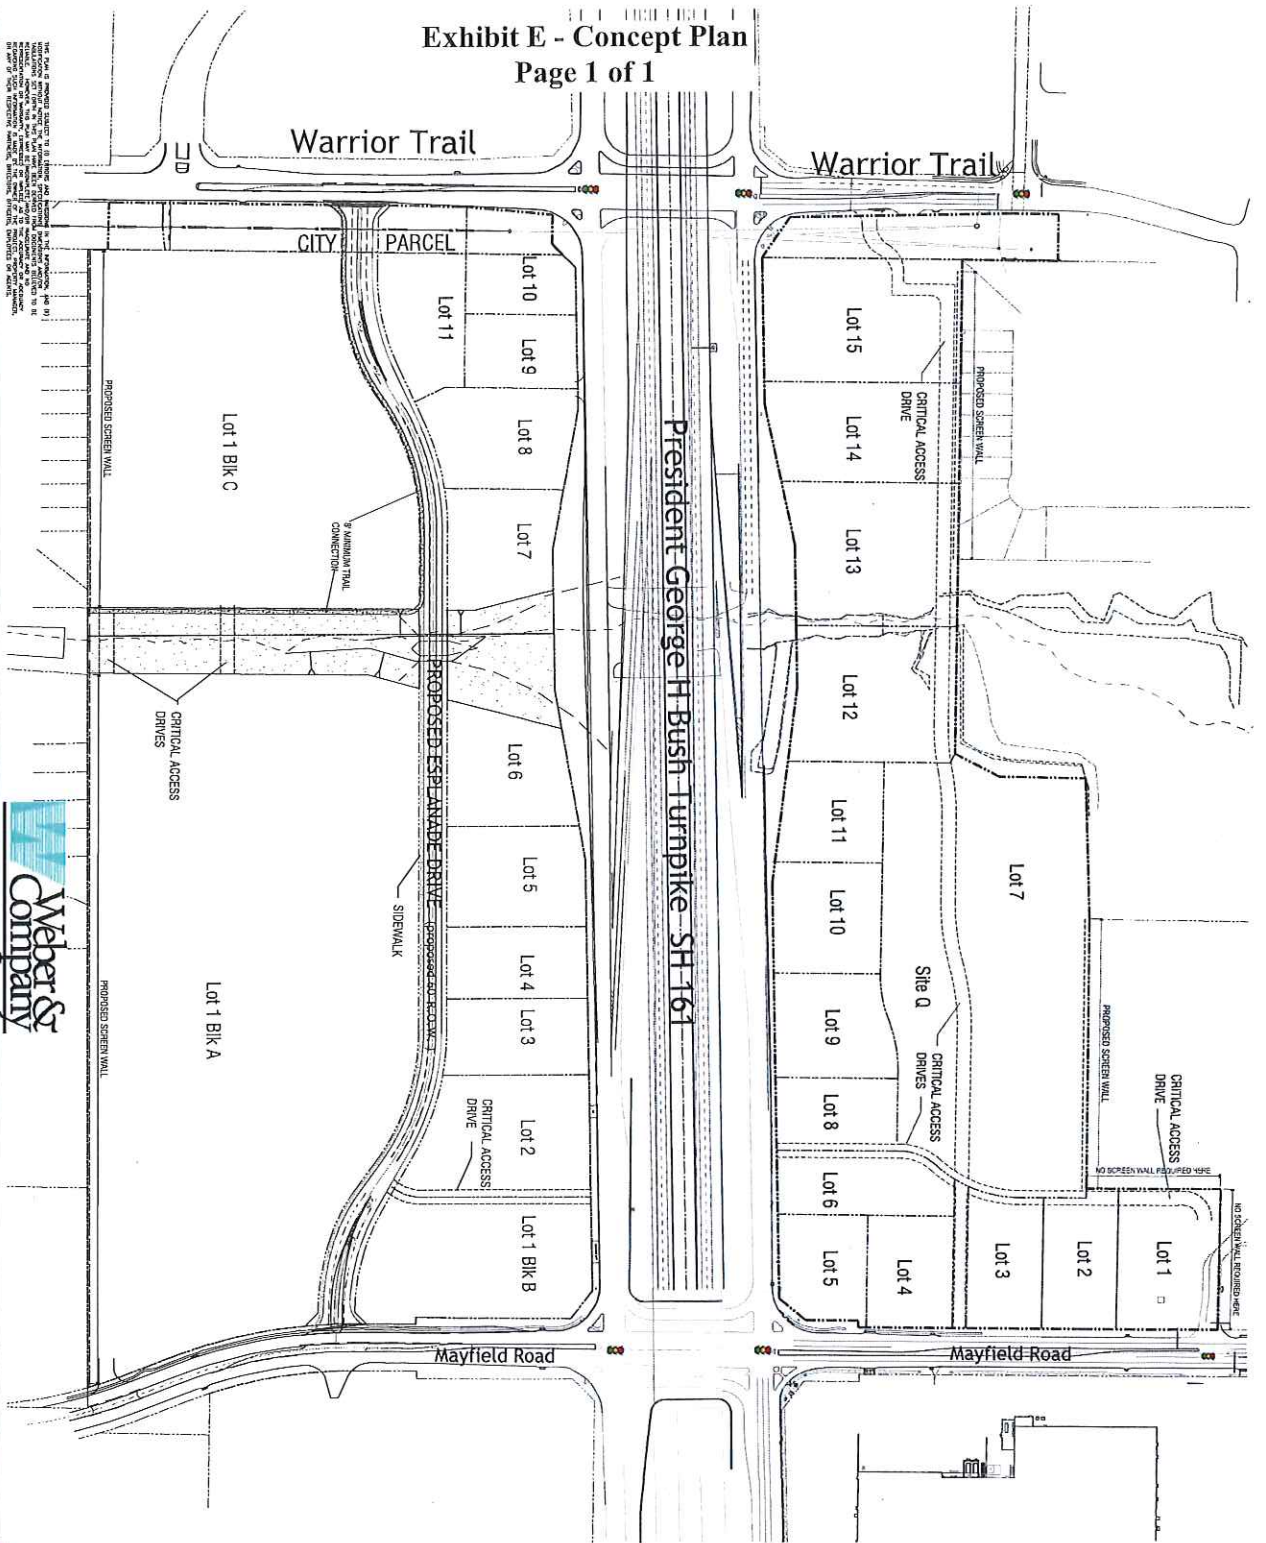 Exhibit E - Concept Plan
Page 1 of 1
Warrior Trail
Warrior Trail
CITY PARCEL
Lot 10
Lot 11
Lot 9
Lot 8
Lot 7
Lot 1 Blk C
PROPOSED SCREEN WALL
8' MINIMUM TRAIL
CONNECTION
CRITICAL ACCESS
DRIVES
PROPOSED ESPLANADE DRIVE (proposed 60' R.O.W.)
Lot 6
Lot 5
Lot 4
Lot 3
Lot 2
Lot 1 Blk B
SIDEWALK
CRITICAL ACCESS
DRIVE
Lot 1 Blk A
PROPOSED SCREEN WALL
President George H Bush Turnpike SH 161
Lot 15
Lot 14
Lot 13
Lot 12
CRITICAL ACCESS
DRIVE
PROPOSED SCREEN WALL
Lot 11
Lot 10
Lot 9
Lot 8
Lot 6
Lot 5
Lot 4
Lot 3
Lot 2
Lot 1
Lot 7
Site Q
CRITICAL ACCESS
DRIVES
PROPOSED SCREEN WALL
CRITICAL ACCESS
DRIVE
NO SCREEN WALL REQUIRED HERE
NO SCREEN WALL REQUIRED HERE
Mayfield Road
Mayfield Road
Weber &
Company